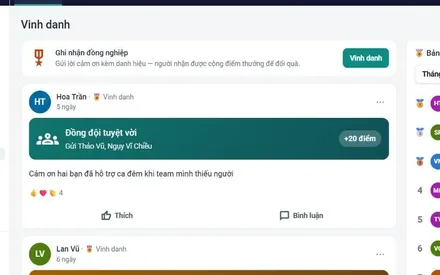 Vinh danh
Ghi nhận đồng nghiệp
Gửi lời cảm ơn kèm danh hiệu — người nhận được cộng điểm thưởng để đổi quà.
Vinh danh
HT
Hoa Trần · Vinh danh
5 ngày
Đồng đội tuyệt vời
Gửi Thảo Vũ, Ngụy Vĩ Chiều
+20 điểm
Cảm ơn hai bạn đã hỗ trợ ca đêm khi team mình thiếu người
4
Thích
Bình luận
LV
Lan Vũ · Vinh danh
6 ngày
Bản
Tháng
HT
4
5
6